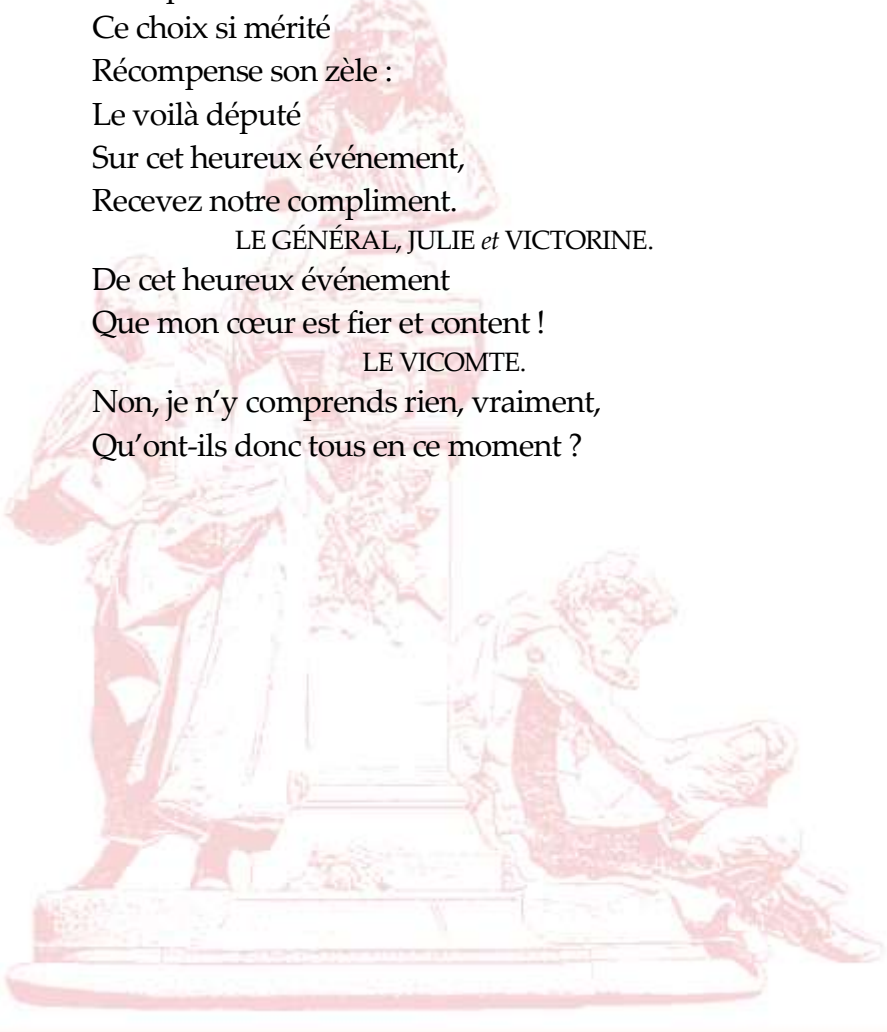 Ce choix si mérité
Récompense son zèle :
Le voilà député
Sur cet heureux événement,
Recevez notre compliment.
LE GÉNÉRAL, JULIE et VICTORINE.
De cet heureux événement
Que mon cœur est fier et content !
LE VICOMTE.
Non, je n’y comprends rien, vraiment,
Qu’ont-ils donc tous en ce moment ?